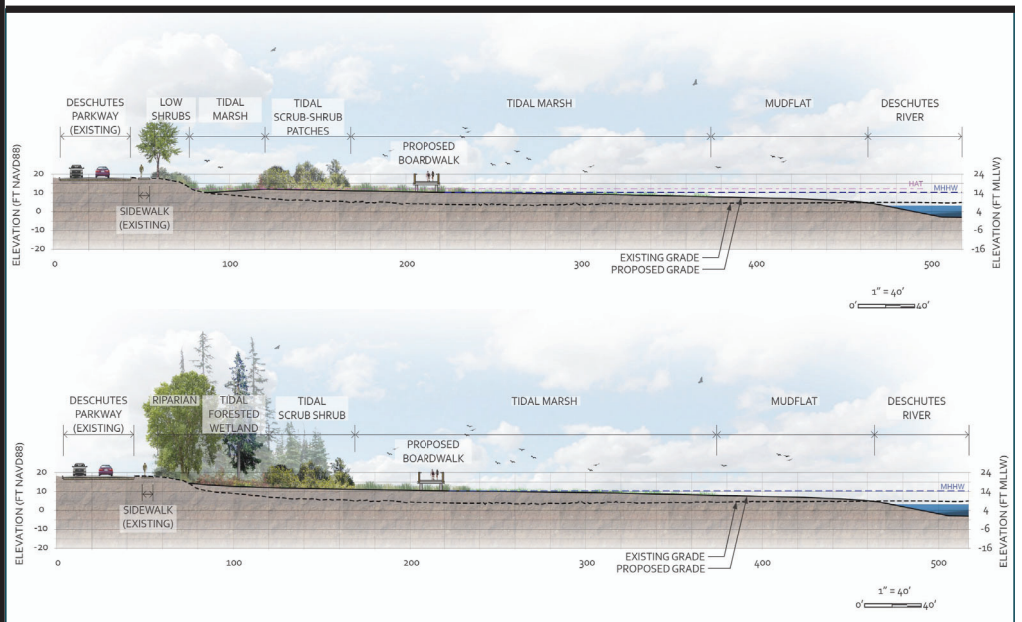 DESCHUTES
PARKWAY
(EXISTING)
LOW
SHRUBS
TIDAL
MARSH
TIDAL
SCRUB-SHRUB
PATCHES
TIDAL MARSH
MUDFLAT
DESCHUTES
RIVER
PROPOSED
BOARDWALK
SIDEWALK
(EXISTING)
HAT
MHHW
EXISTING GRADE
PROPOSED GRADE
ELEVATION (FT NAVD88)
20
10
0
-10
-20
ELEVATION (FT MLLW)
24
14
4
-6
-16
0 100 200 300 400 500
1" = 40'
0' 40'
DESCHUTES
PARKWAY
(EXISTING)
RIPARIAN
TIDAL
FORESTED
WETLAND
TIDAL
SCRUB SHRUB
TIDAL MARSH
MUDFLAT
DESCHUTES
RIVER
PROPOSED
BOARDWALK
SIDEWALK
(EXISTING)
MHHW
EXISTING GRADE
PROPOSED GRADE
ELEVATION (FT NAVD88)
20
10
0
-10
-20
ELEVATION (FT MLLW)
24
14
4
-6
-16
0 100 200 300 400 500
1" = 40'
0' 40'